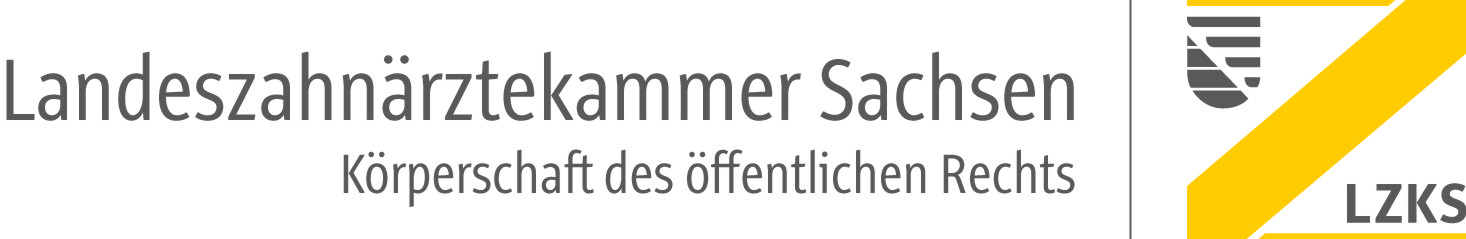 Landeszahnärztekammer Sachsen
Körperschaft des öffentlichen Rechts
LZKS